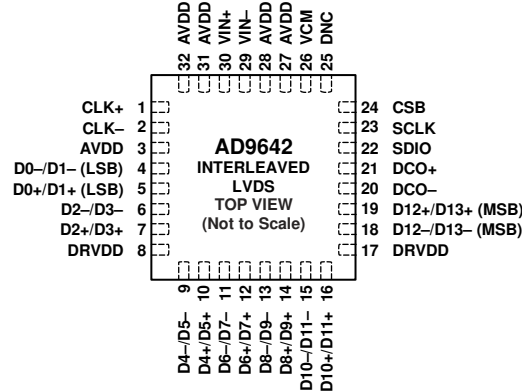 32 AVDD
31 AVDD
30 VIN+
29 VIN–
28 AVDD
27 AVDD
26 VCM
25 DNC
CLK+ 1
CLK– 2
AVDD 3
D0–/D1– (LSB) 4
D0+/D1+ (LSB) 5
D2–/D3– 6
D2+/D3+ 7
DRVDD 8
AD9642
INTERLEAVED
LVDS
TOP VIEW
(Not to Scale)
24 CSB
23 SCLK
22 SDIO
21 DCO+
20 DCO–
19 D12+/D13+ (MSB)
18 D12–/D13– (MSB)
17 DRVDD
D4–/D5– 9
D4+/D5+ 10
D6–/D7– 11
D6+/D7+ 12
D8–/D9– 13
D8+/D9+ 14
D10–/D11– 15
D10+/D11+ 16